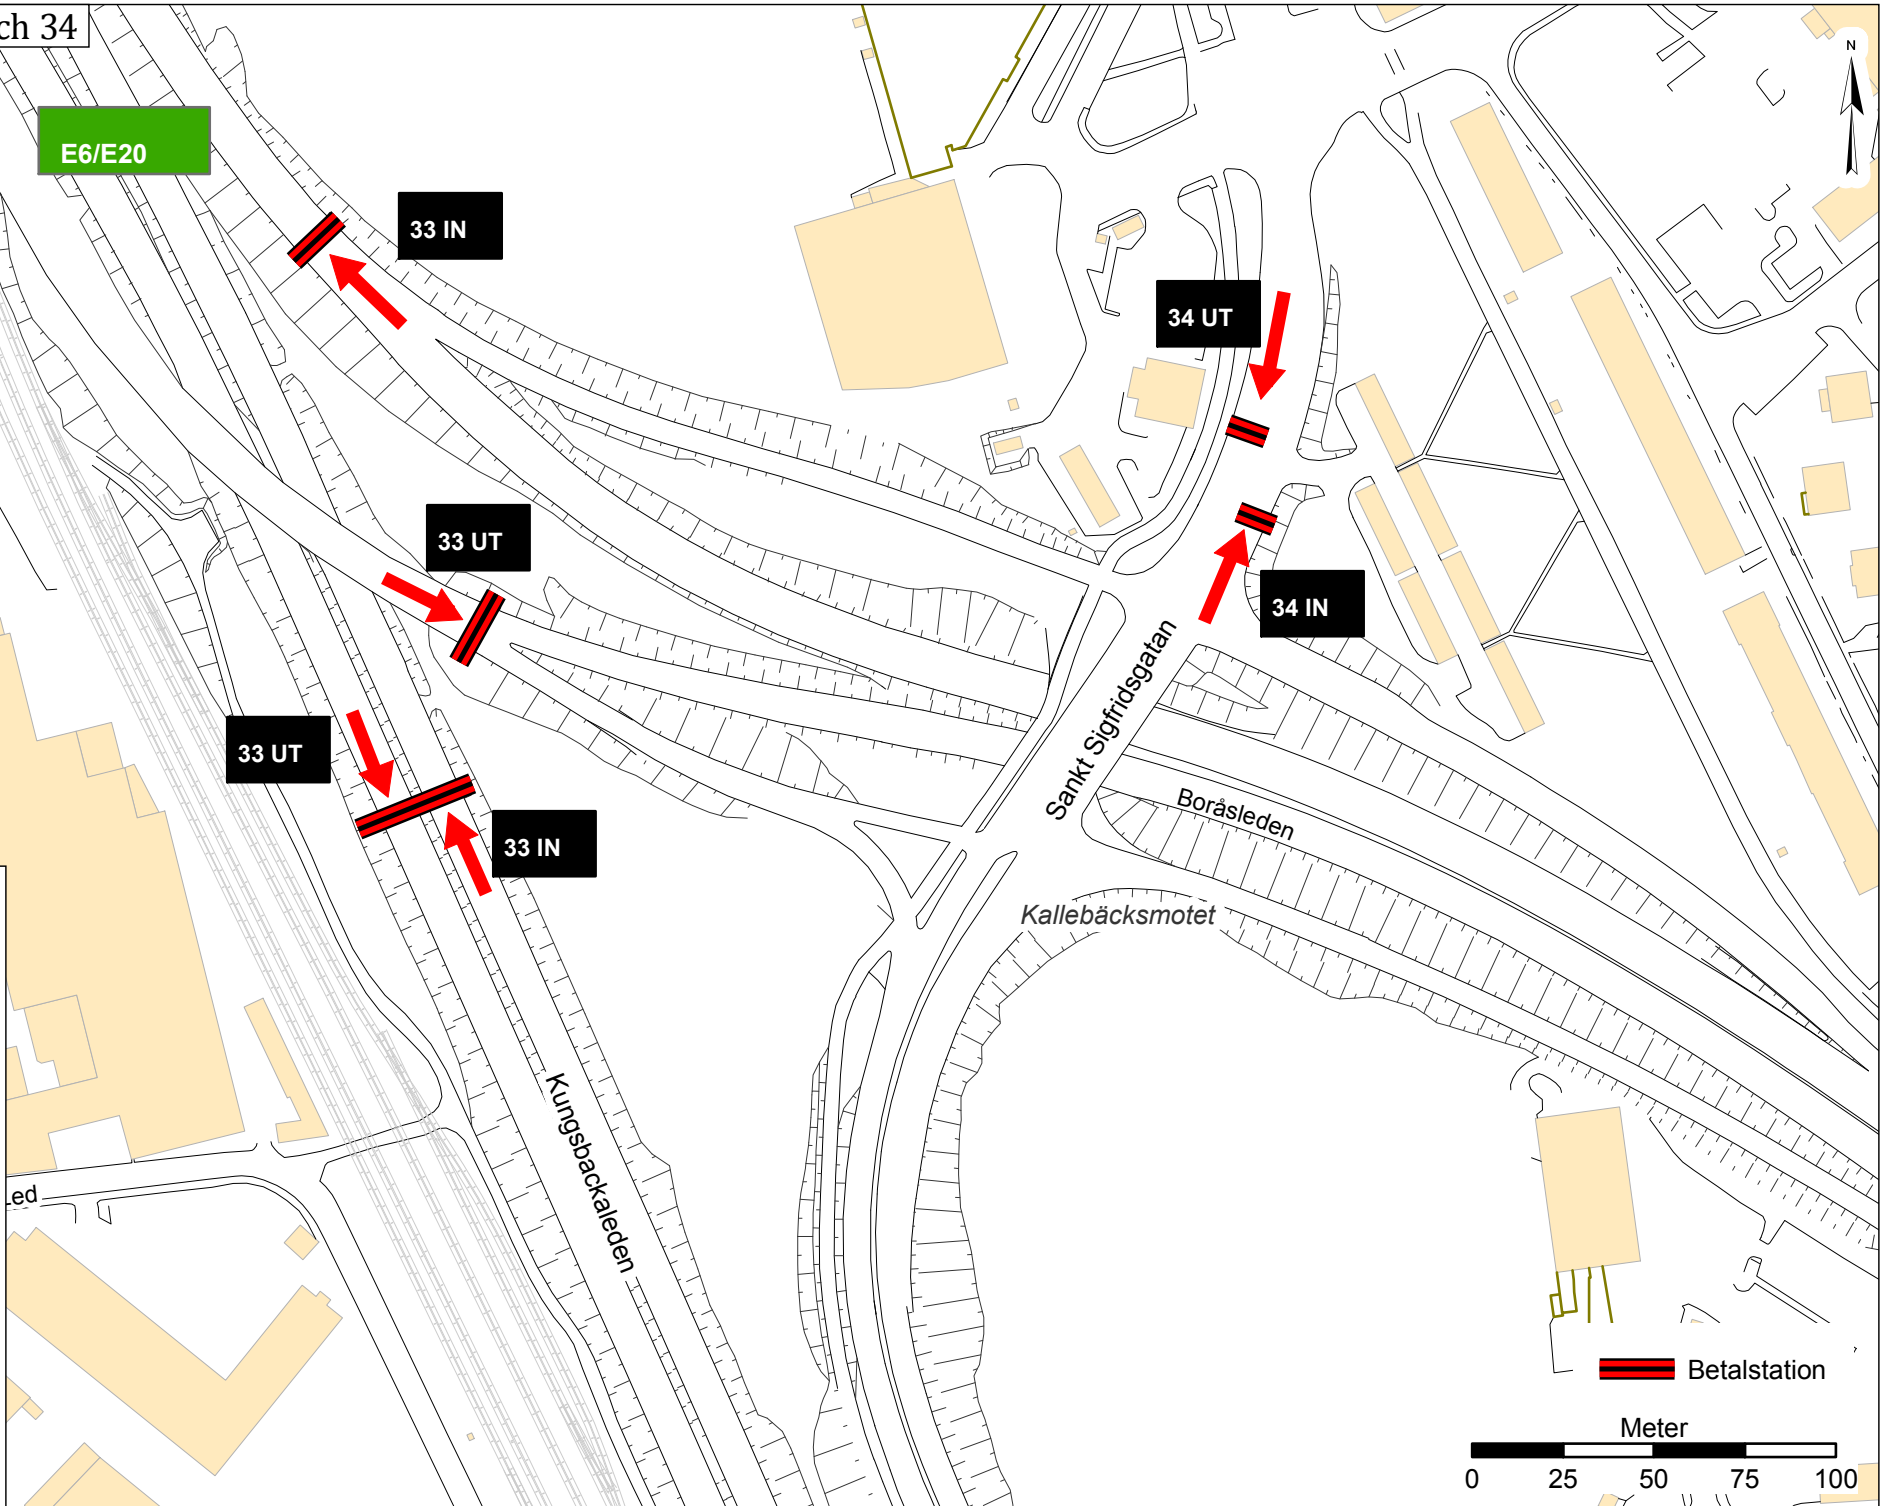 ch 34
N
E6/E20
33 IN
34 UT
33 UT
34 IN
Sankt Sigfridsgatan
33 UT
Boråsleden
33 IN
Kallebäcksmotet
Kungsbackaleden
Led
Betalstation
Meter
0 25 50 75 100